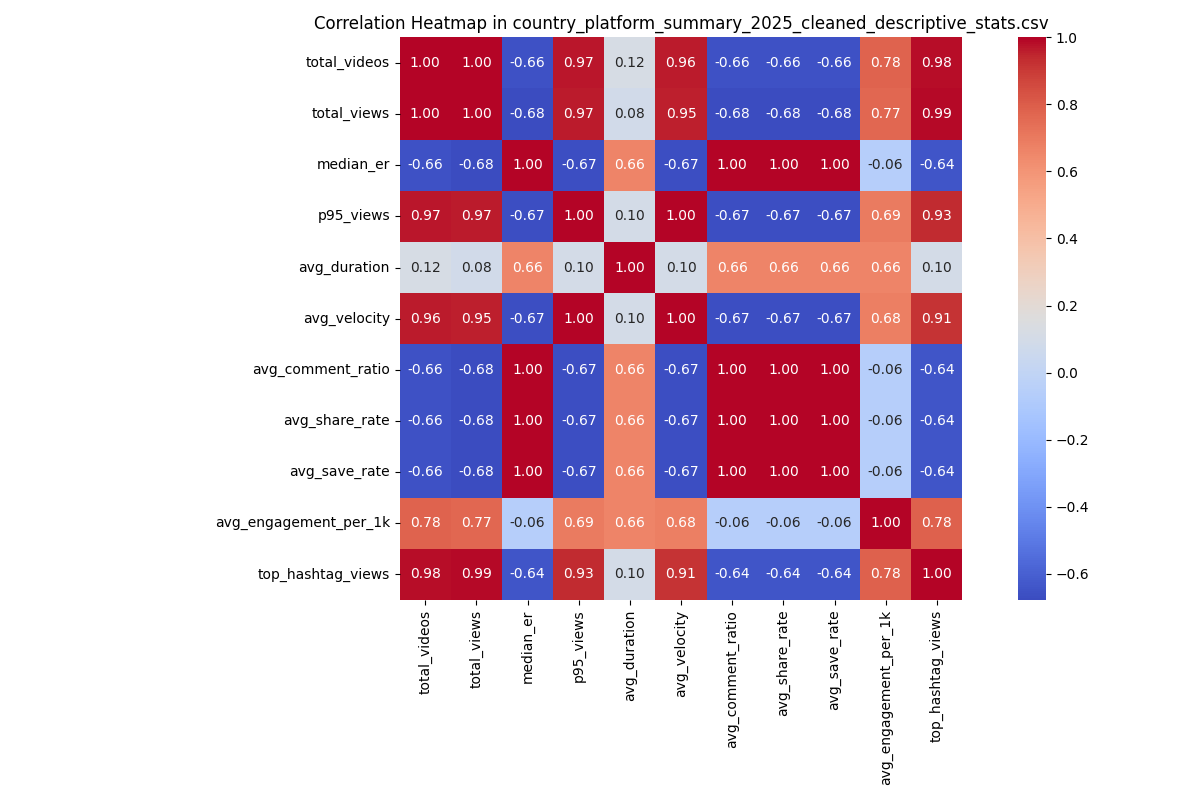 Correlation Heatmap in country_platform_summary_2025_cleaned_descriptive_stats.csv
total_videos 1.00 1.00 -0.66 0.97 0.12 0.96 -0.66 -0.66 -0.66 0.78 0.98
total_views 1.00 1.00 -0.68 0.97 0.08 0.95 -0.68 -0.68 -0.68 0.77 0.99
median_er -0.66 -0.68 1.00 -0.67 0.66 -0.67 1.00 1.00 1.00 -0.06 -0.64
p95_views 0.97 0.97 -0.67 1.00 0.10 1.00 -0.67 -0.67 -0.67 0.69 0.93
avg_duration 0.12 0.08 0.66 0.10 1.00 0.10 0.66 0.66 0.66 0.66 0.10
avg_velocity 0.96 0.95 -0.67 1.00 0.10 1.00 -0.67 -0.67 -0.67 0.68 0.91
avg_comment_ratio -0.66 -0.68 1.00 -0.67 0.66 -0.67 1.00 1.00 1.00 -0.06 -0.64
avg_share_rate -0.66 -0.68 1.00 -0.67 0.66 -0.67 1.00 1.00 1.00 -0.06 -0.64
avg_save_rate -0.66 -0.68 1.00 -0.67 0.66 -0.67 1.00 1.00 1.00 -0.06 -0.64
avg_engagement_per_1k 0.78 0.77 -0.06 0.69 0.66 0.68 -0.06 -0.06 -0.06 1.00 0.78
top_hashtag_views 0.98 0.99 -0.64 0.93 0.10 0.91 -0.64 -0.64 -0.64 0.78 1.00
total_videos
total_views
median_er
p95_views
avg_duration
avg_velocity
avg_comment_ratio
avg_share_rate
avg_save_rate
avg_engagement_per_1k
top_hashtag_views
1.0
0.8
0.6
0.4
0.2
0.0
−0.2
−0.4
−0.6